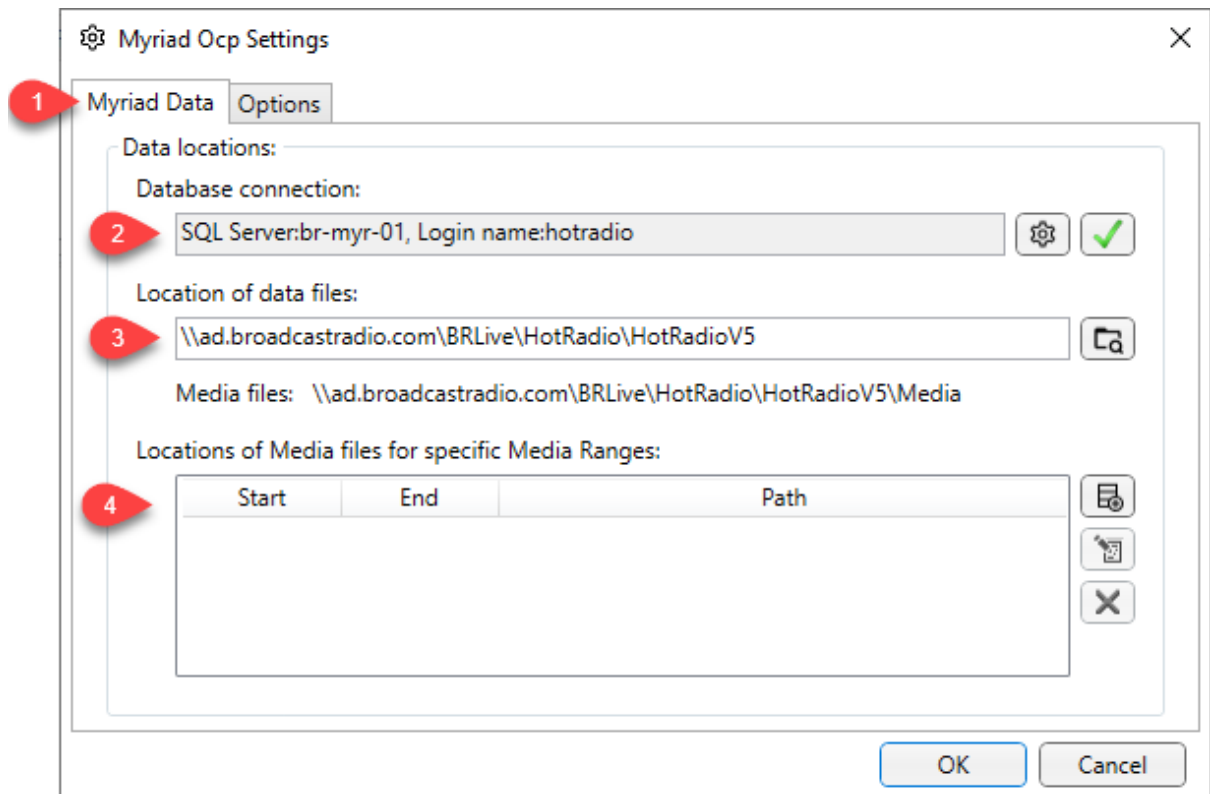 Myriad Ocp Settings
1
Myriad Data Options
Data locations:
Database connection:
2 SQL Server:br-myr-01, Login name:hotradio
Location of data files:
3 \\ad.broadcastradio.com\BRLive\HotRadio\HotRadioV5
Media files: \\ad.broadcastradio.com\BRLive\HotRadio\HotRadioV5\Media
Locations of Media files for specific Media Ranges:
4 Start End Path
OK Cancel